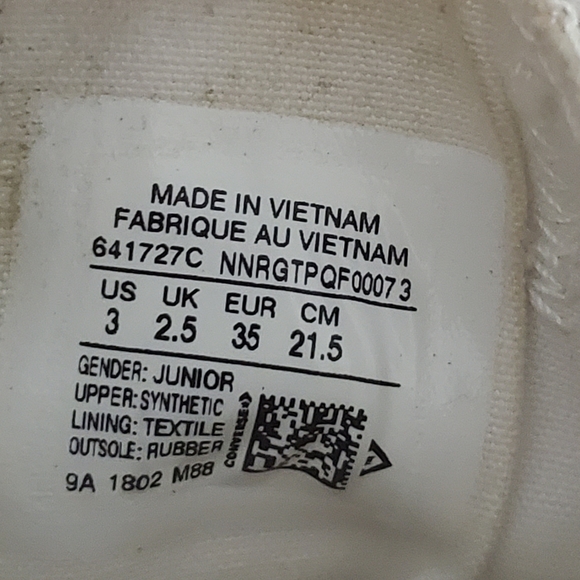 MADE IN VIETNAM
FABRIQUE AU VIETNAM
641727C NNRGTPQF00073
US UK EUR CM
3 2.5 35 21.5
GENDER: JUNIOR
UPPER: SYNTHETIC
LINING: TEXTILE
OUTSOLE: RUBBER
9A 1802 M88
CONVERSE